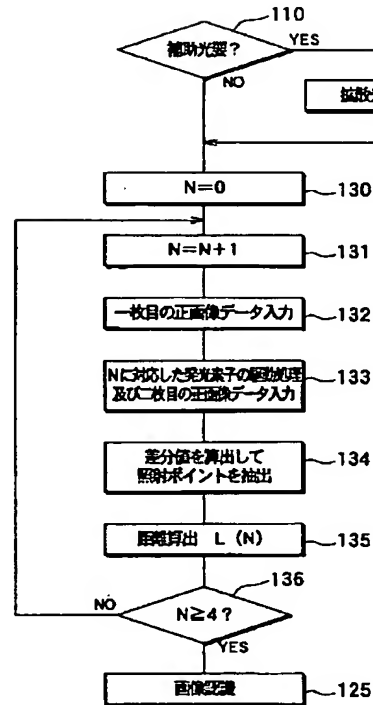 110
補助光要?
YES
NO
拡散
N=0
130
N=N+1
131
一枚目の正画像データ入力
132
Nに対応した発光素子の駆動処理
及び二枚目の正画像データ入力
133
差分値を算出して
照射ポイントを抽出
134
距離算出 L (N)
135
136
NO
N≧4?
YES
画像認識
125